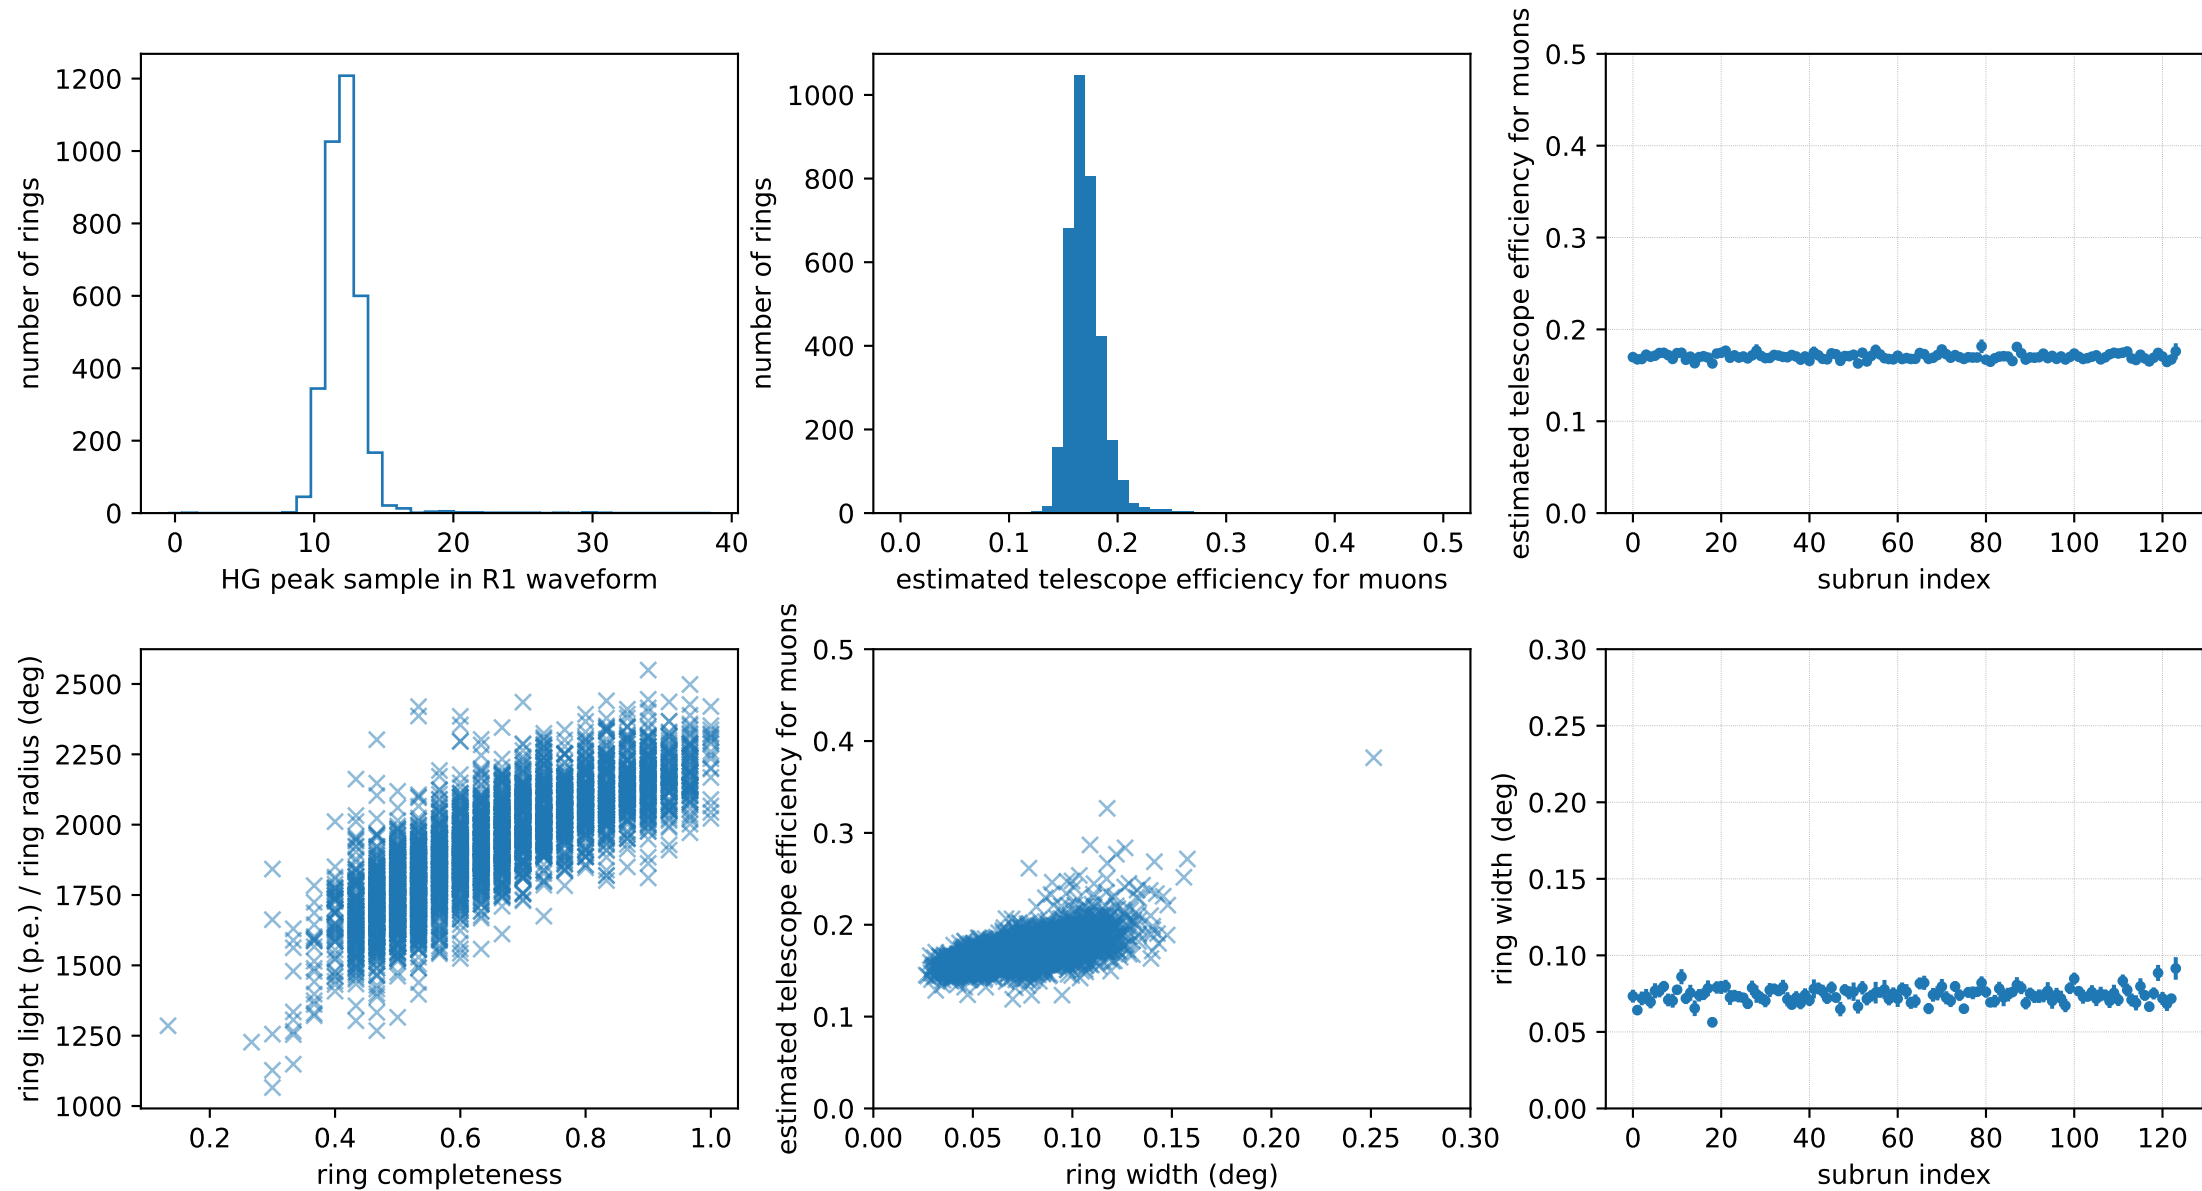 number of rings
1200
1000
800
600
400
200
0
0 10 20 30 40
HG peak sample in R1 waveform
number of rings
1000
800
600
400
200
0
0.0 0.1 0.2 0.3 0.4 0.5
estimated telescope efficiency for muons
estimated telescope efficiency for muons
0.5
0.4
0.3
0.2
0.1
0.0
0 20 40 60 80 100 120
subrun index
ring light (p.e.) / ring radius (deg)
2500
2250
2000
1750
1500
1250
1000
0.2 0.4 0.6 0.8 1.0
ring completeness
estimated telescope efficiency for muons
0.5
0.4
0.3
0.2
0.1
0.0
0.00 0.05 0.10 0.15 0.20 0.25 0.30
ring width (deg)
ring width (deg)
0.30
0.25
0.20
0.15
0.10
0.05
0.00
0 20 40 60 80 100 120
subrun index